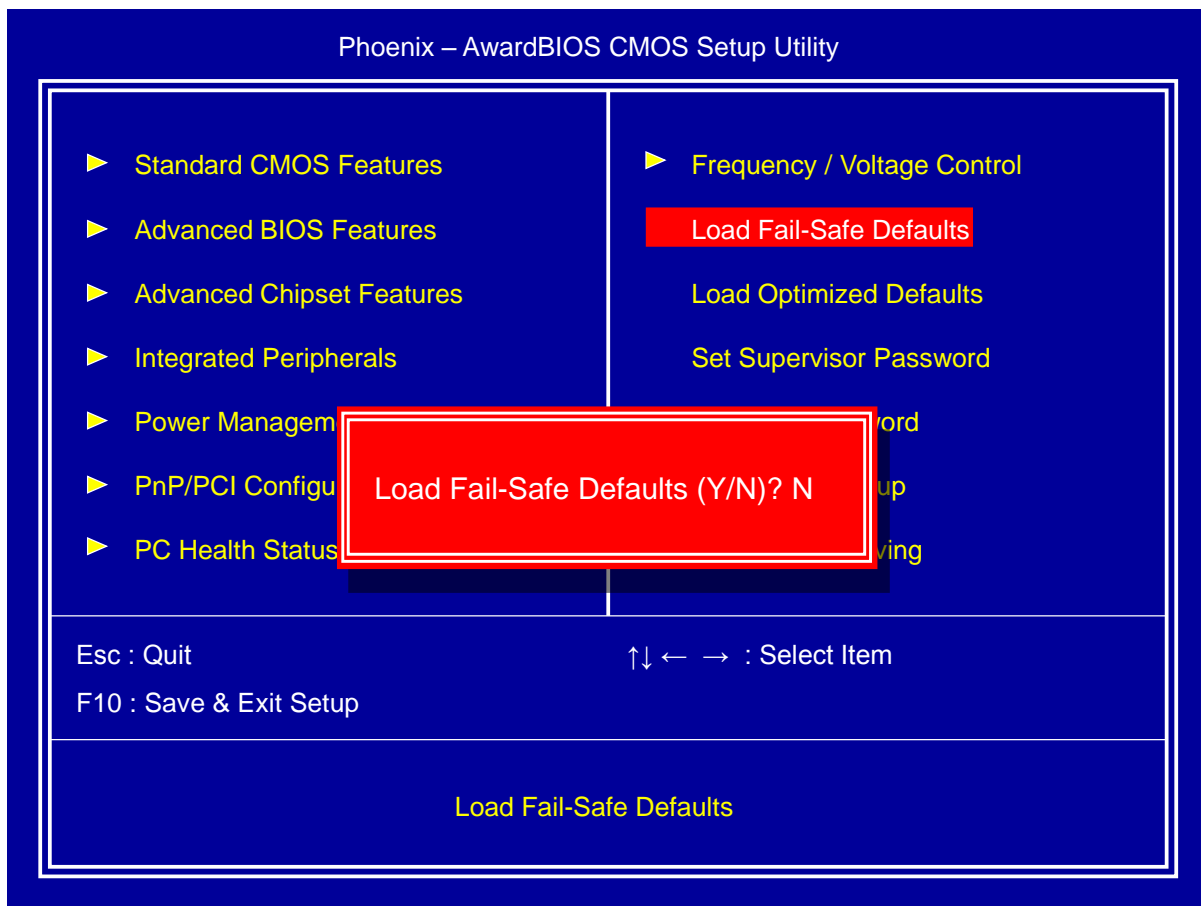 Phoenix – AwardBIOS CMOS Setup Utility
Standard CMOS Features
Advanced BIOS Features
Advanced Chipset Features
Integrated Peripherals
Power Managem
PnP/PCI Configu
PC Health Status
Frequency / Voltage Control
Load Fail-Safe Defaults
Load Optimized Defaults
Set Supervisor Password
ord
up
ving
Load Fail-Safe Defaults (Y/N)? N
Esc : Quit
↑↓ ← → : Select Item
F10 : Save & Exit Setup
Load Fail-Safe Defaults